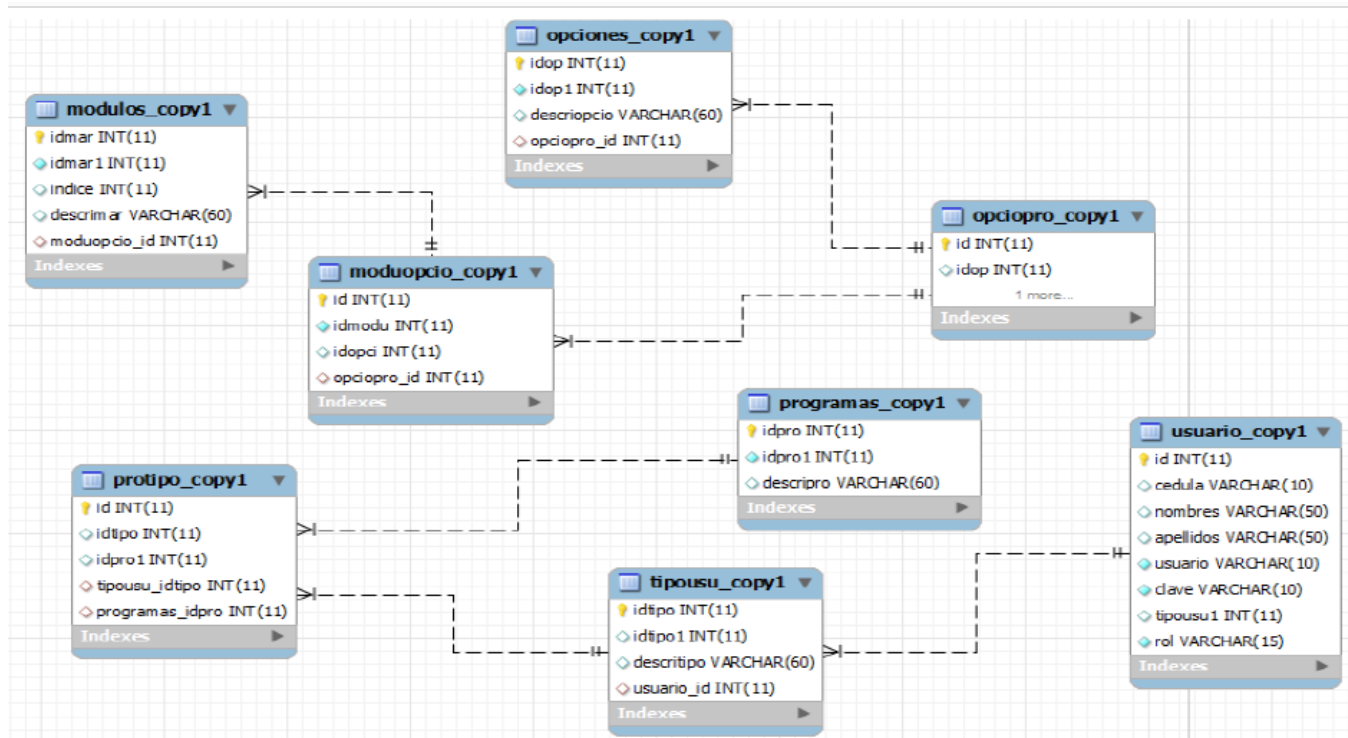 opciones_copy1
idop INT(11)
idop1 INT(11)
descriopcio VARCHAR(60)
opciopro_id INT(11)
Indexes
modulos_copy1
idmar INT(11)
idmar1 INT(11)
indice INT(11)
descrimar VARCHAR(60)
moduopcio_id INT(11)
Indexes
opciopro_copy1
id INT(11)
idop INT(11)
1 more...
Indexes
moduopcio_copy1
id INT(11)
idmodu INT(11)
idopci INT(11)
opciopro_id INT(11)
Indexes
programas_copy1
idpro INT(11)
idpro1 INT(11)
descripro VARCHAR(60)
Indexes
usuario_copy1
id INT(11)
cedula VARCHAR(10)
nombres VARCHAR(50)
apellidos VARCHAR(50)
usuario VARCHAR(10)
clave VARCHAR(10)
tipousu1 INT(11)
rol VARCHAR(15)
Indexes
protipo_copy1
id INT(11)
idtipo INT(11)
idpro1 INT(11)
tipousu_idtipo INT(11)
programas_idpro INT(11)
Indexes
tipousu_copy1
idtipo INT(11)
idtipo1 INT(11)
descritipo VARCHAR(60)
usuario_id INT(11)
Indexes